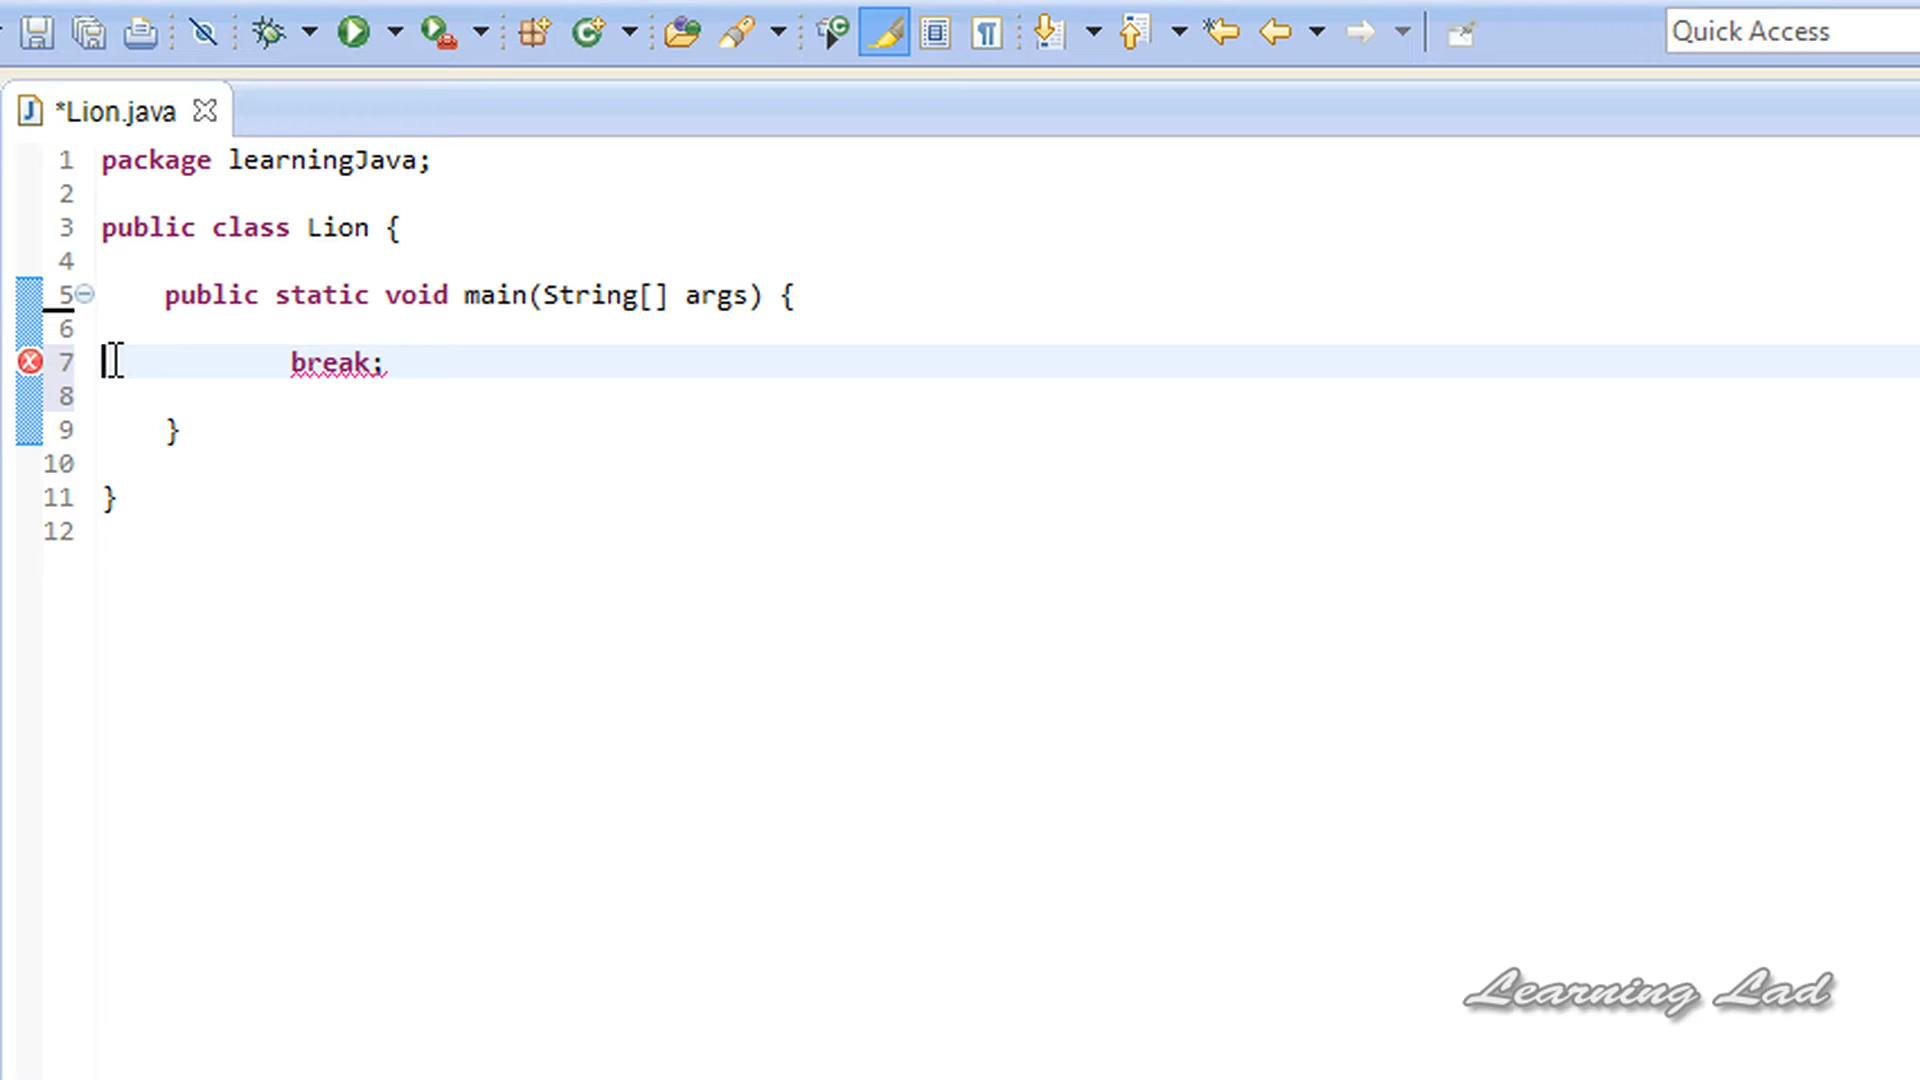 Quick Access
*Lion.java
1 package learningJava;
2
3 public class Lion {
4
5 public static void main(String[] args) {
6
7 break;
8
9 }
10
11 }
12
Learning Lad